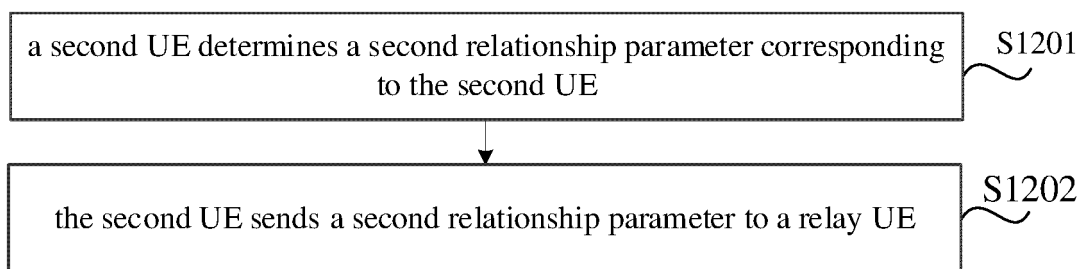 a second UE determines a second relationship parameter corresponding
to the second UE
S1201
the second UE sends a second relationship parameter to a relay UE
S1202